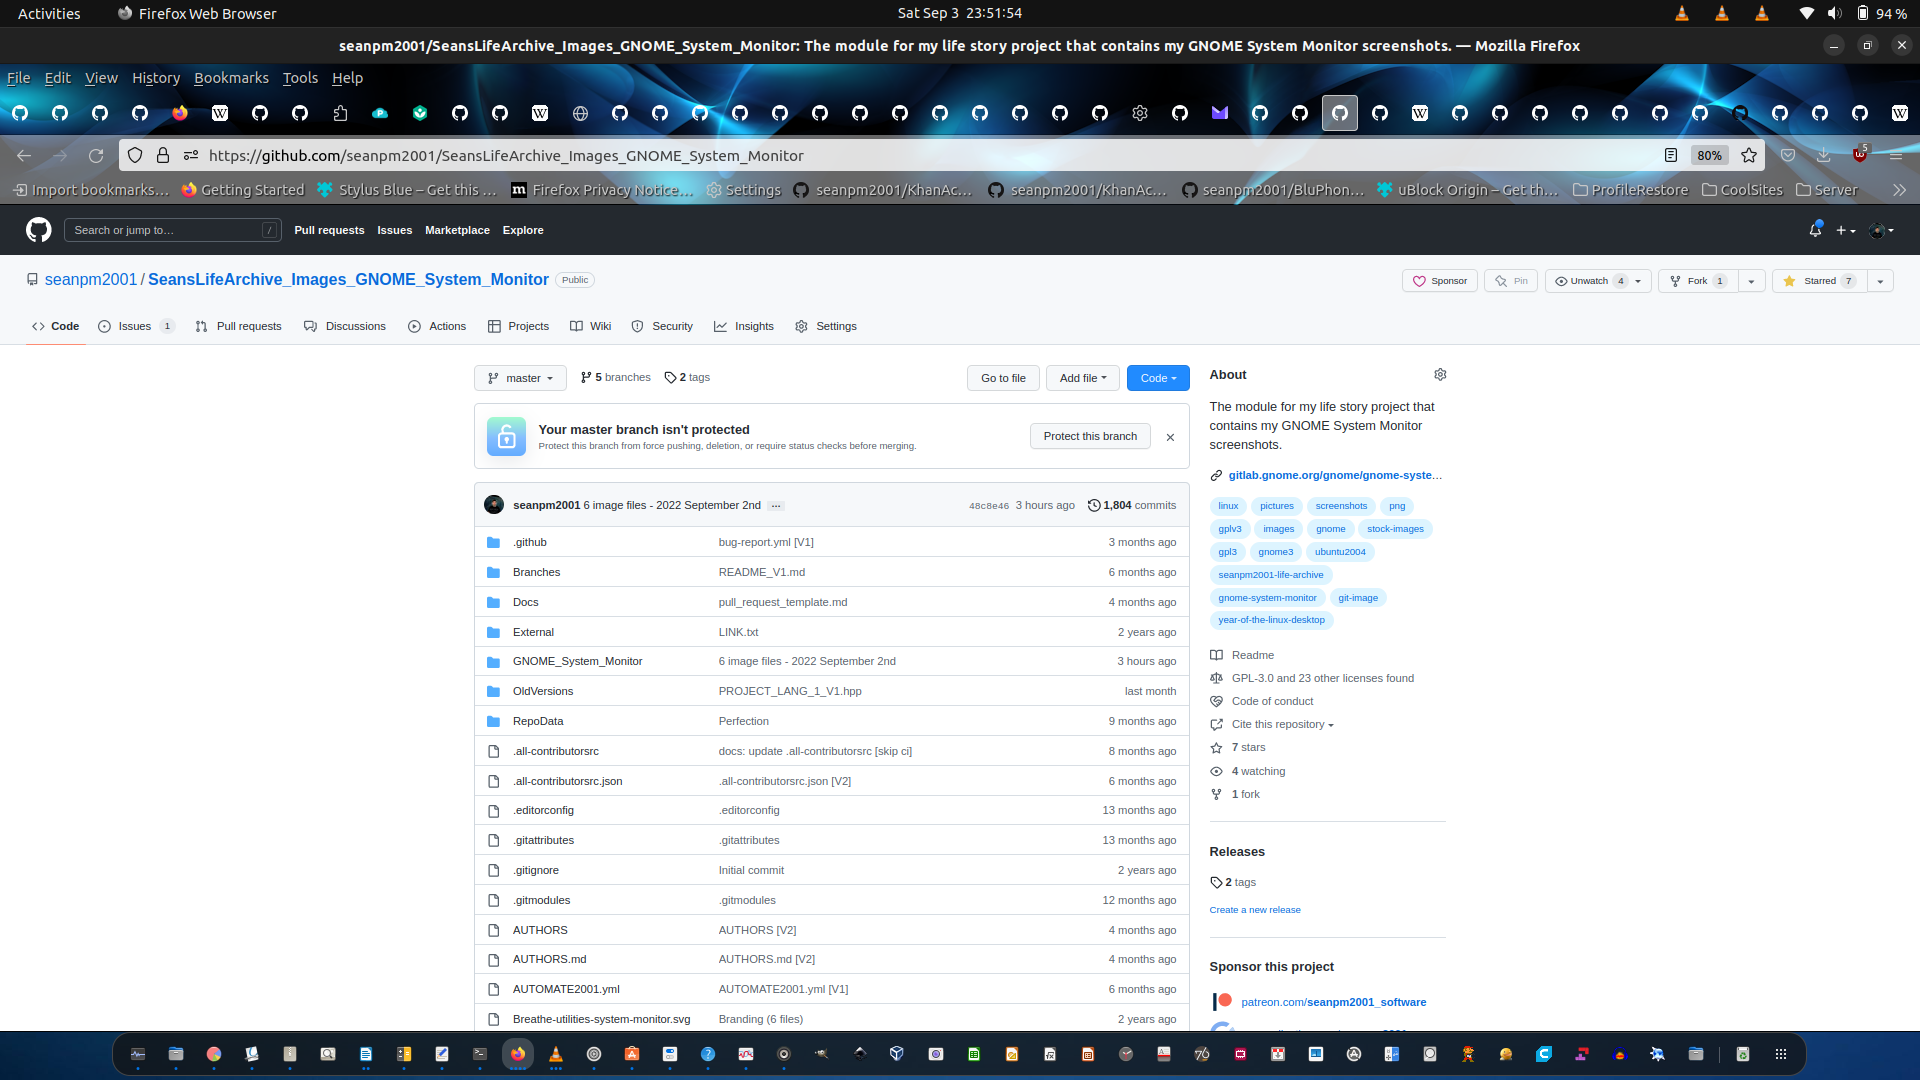 Activities Firefox Web Browser Sat Sep 3 23:51:54 94 %
seanpm2001/SeansLifeArchive_Images_GNOME_System_Monitor: The module for my life story project that contains my GNOME System Monitor screenshots. — Mozilla Firefox
File Edit View History Bookmarks Tools Help
https://github.com/seanpm2001/SeansLifeArchive_Images_GNOME_System_Monitor 80% 5
Import bookmarks… Getting Started Stylus Blue – Get this … Firefox Privacy Notice… Settings seanpm2001/KhanAc… seanpm2001/KhanAc… seanpm2001/BluPhon… uBlock Origin – Get th… ProfileRestore CoolSites Server
Search or jump to… / Pull requests Issues Marketplace Explore
seanpm2001 / SeansLifeArchive_Images_GNOME_System_Monitor Public Sponsor Pin Unwatch 4 Fork 1 Starred 7
Code Issues 1 Pull requests Discussions Actions Projects Wiki Security Insights Settings
master 5 branches 2 tags Go to file Add file Code
Your master branch isn't protected
Protect this branch from force pushing, deletion, or require status checks before merging.
Protect this branch
seanpm2001 6 image files - 2022 September 2nd … 48c8e46 3 hours ago 1,804 commits
.github bug-report.yml [V1] 3 months ago
Branches README_V1.md 6 months ago
Docs pull_request_template.md 4 months ago
External LINK.txt 2 years ago
GNOME_System_Monitor 6 image files - 2022 September 2nd 3 hours ago
OldVersions PROJECT_LANG_1_V1.hpp last month
RepoData Perfection 9 months ago
.all-contributorsrc docs: update .all-contributorsrc [skip ci] 8 months ago
.all-contributorsrc.json .all-contributorsrc.json [V2] 6 months ago
.editorconfig .editorconfig 13 months ago
.gitattributes .gitattributes 13 months ago
.gitignore Initial commit 2 years ago
.gitmodules .gitmodules 12 months ago
AUTHORS AUTHORS [V2] 4 months ago
AUTHORS.md AUTHORS.md [V2] 4 months ago
AUTOMATE2001.yml AUTOMATE2001.yml [V1] 6 months ago
Breathe-utilities-system-monitor.svg Branding (6 files) 2 years ago
About
The module for my life story project that
contains my GNOME System Monitor
screenshots.
gitlab.gnome.org/gnome/gnome-syste…
linux pictures screenshots png
gplv3 images gnome stock-images
gpl3 gnome3 ubuntu2004
seanpm2001-life-archive
gnome-system-monitor git-image
year-of-the-linux-desktop
Readme
GPL-3.0 and 23 other licenses found
Code of conduct
Cite this repository
7 stars
4 watching
1 fork
Releases
2 tags
Create a new release
Sponsor this project
patreon.com/seanpm2001_software